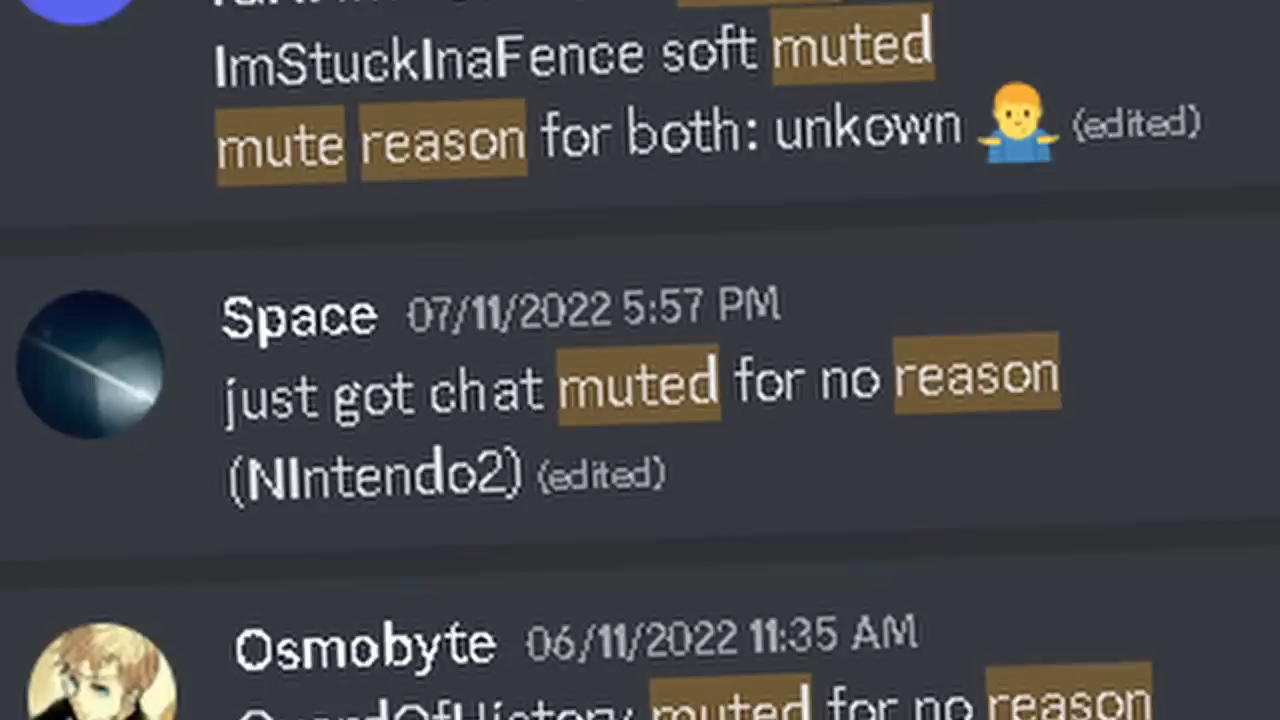 ImStuckInaFence soft muted
mute reason for both: unkown 🤷‍♂️ (edited)
Space 07/11/2022 5:57 PM
just got chat muted for no reason
(NIntendo2) (edited)
Osmobyte 06/11/2022 11:35 AM
GuardOfHistory muted for no reason